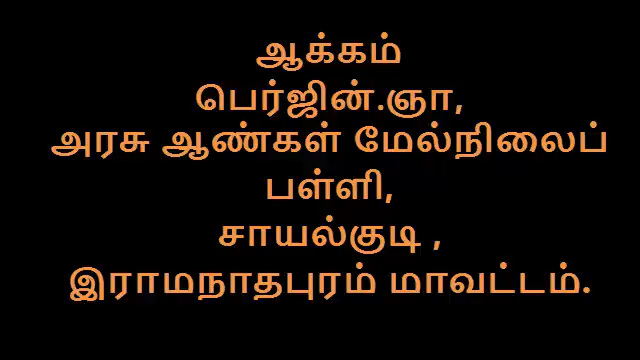 ஆக்கம்
பெர்ஜின்.ஞா,
அரசு ஆண்கள் மேல்நிலைப்
பள்ளி,
சாயல்குடி ,
இராமநாதபுரம் மாவட்டம்.